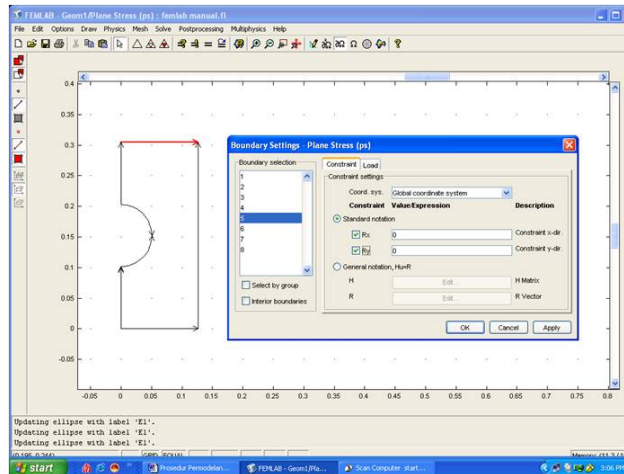 FEMLAB - Geom1/Plane Stress (ps) : femlab manual.fl
File Edit Options Draw Physics Mesh Solve Postprocessing Multiphysics Help
0.4
0.35
0.3
0.25
0.2
0.15
0.1
0.05
0
-0.05
-0.05 0 0.05 0.1 0.15 0.2 0.25 0.3 0.35 0.4 0.45 0.5 0.55 0.6 0.65 0.7 0.75 0.8
Boundary Settings - Plane Stress (ps)
Boundary selection
1
2
3
4
5
6
7
8
Select by group
Interior boundaries
Constraint Load
Constraint settings
Coord. sys. Global coordinate system
Constraint Value/Expression Description
Standard notation
Rx 0 Constraint x-dir.
Ry 0 Constraint y-dir.
General notation, Hu=R
H Edit... H Matrix
R Edit... R Vector
OK Cancel Apply
Updating ellipse with label 'E1'.
Updating ellipse with label 'E1'.
Updating ellipse with label 'E1'.
GRID EQUAL
start
Prosedur Permodelan...
FEMLAB - Geom1/Pla...
Scan Computer
3:06 PM